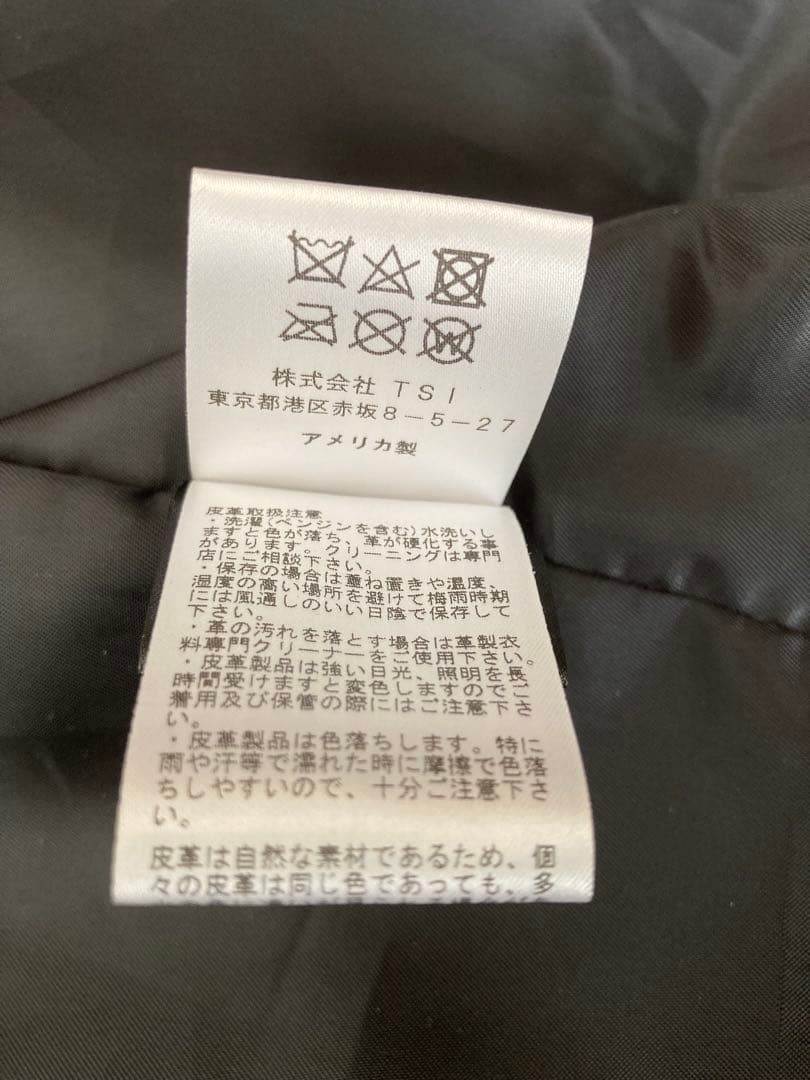 株式会社 TSI
東京都港区赤坂8-5-27
アメリカ製
皮革取扱注意
・洗濯(ベンジンを含む)水洗いし
ますと色が落ち、革が硬化する事
があります。クリーニングは専門
店にご相談下さい。
・保存の場合は重ね置きや温度、
湿度の高い場所を避けて梅雨時期
には風通しのいい日陰で保存して
下さい。
・革の汚れを落とす場合は革製衣
料専門クリーナーをご使用下さい。
・皮革製品は強い日光、照明を長
時間受けますと変色しますのでご
着用及び保管の際にはご注意下さ
い。
・皮革製品は色落ちします。特に
雨や汗等で濡れた時に摩擦で色落
ちしやすいので、十分ご注意下さ
い。
皮革は自然な素材であるため、個
々の皮革は同じ色であっても、多